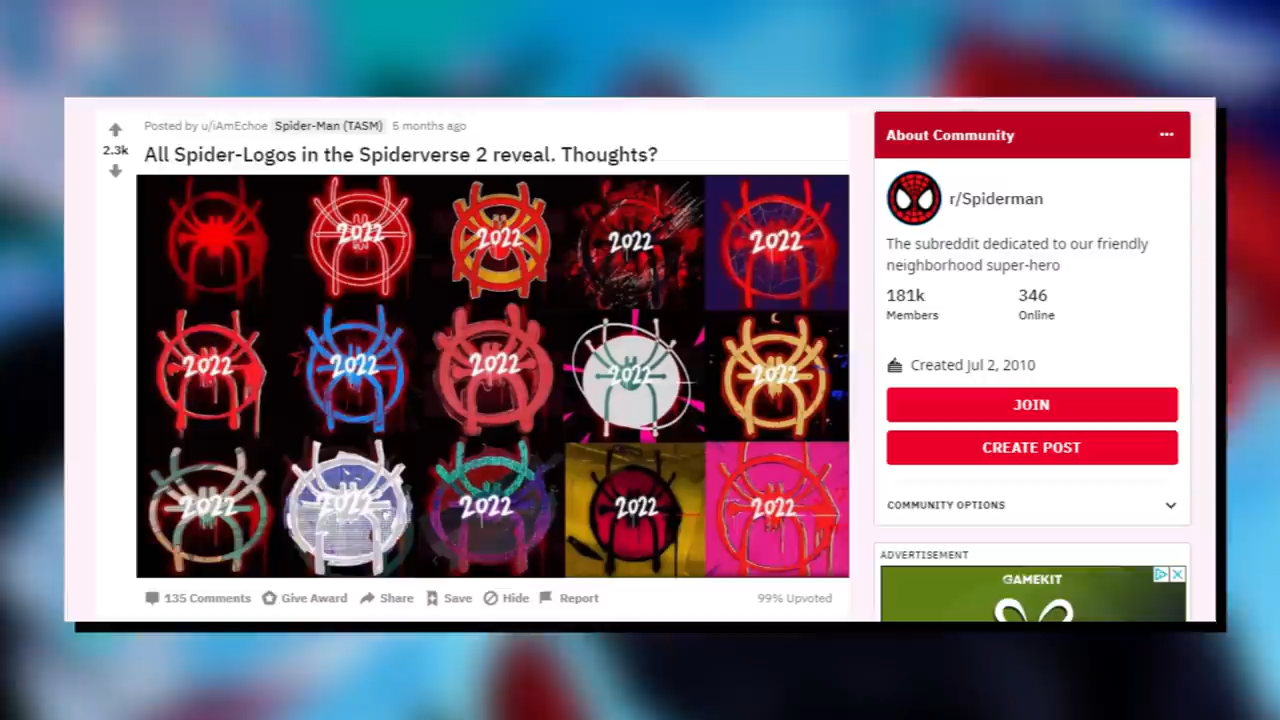 Posted by u/iAmEchoe Spider-Man (TASM) 5 months ago
2.3k
All Spider-Logos in the Spiderverse 2 reveal. Thoughts?
2022 2022 2022 2022
2022 2022 2022 2022 2022
2022 2022 2022 2022 2022
135 Comments Give Award Share Save Hide Report 99% Upvoted
About Community
r/Spiderman
The subreddit dedicated to our friendly
neighborhood super-hero
181k 346
Members Online
Created Jul 2, 2010
JOIN
CREATE POST
COMMUNITY OPTIONS
ADVERTISEMENT
GAMEKIT